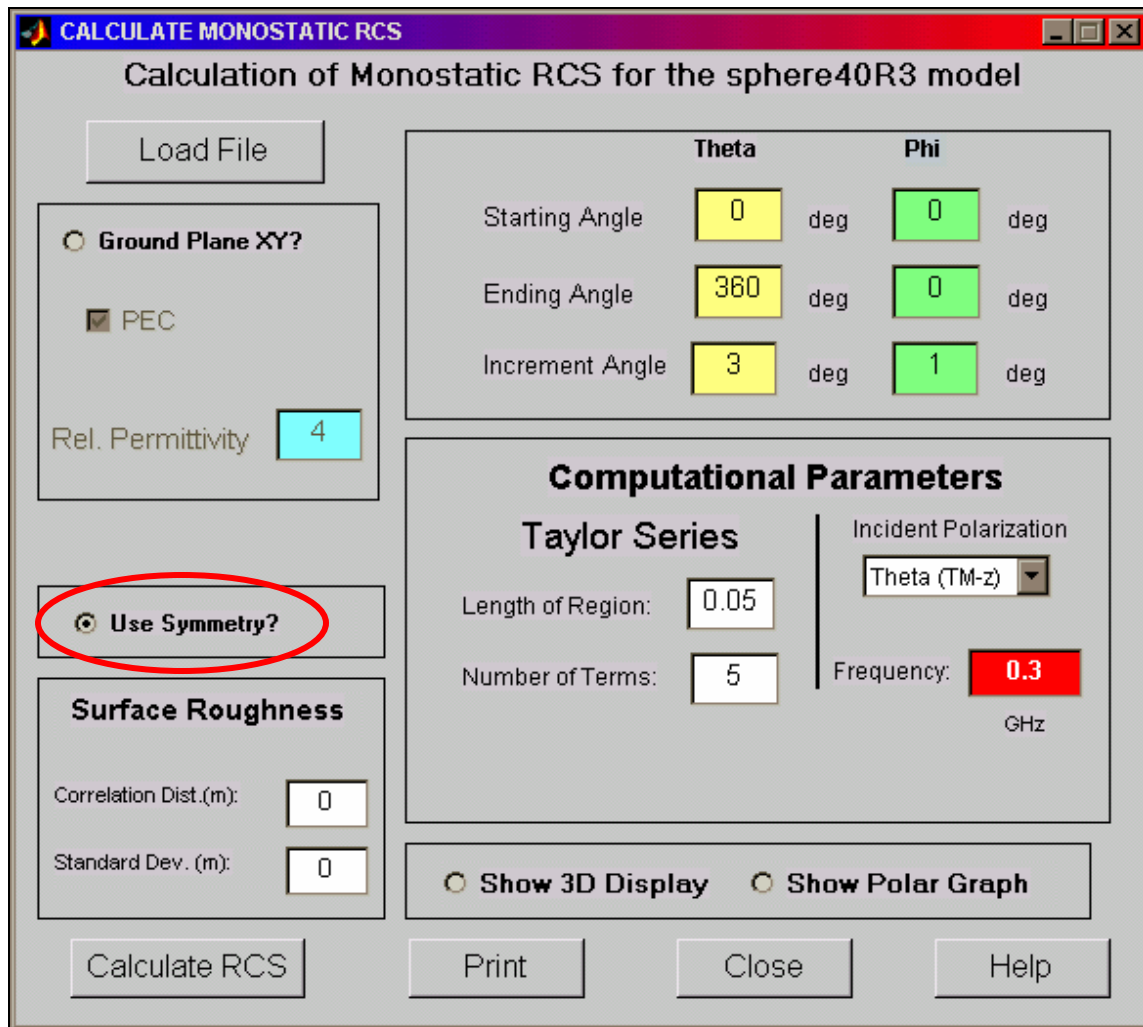 CALCULATE MONOSTATIC RCS
Calculation of Monostatic RCS for the sphere40R3 model
Load File
Ground Plane XY?
PEC
Rel. Permittivity 4
Use Symmetry?
Surface Roughness
Correlation Dist.(m): 0
Standard Dev. (m): 0
Theta Phi
Starting Angle 0 deg 0 deg
Ending Angle 360 deg 0 deg
Increment Angle 3 deg 1 deg
Computational Parameters
Taylor Series
Length of Region: 0.05
Number of Terms: 5
Incident Polarization
Theta (TM-z)
Frequency: 0.3
GHz
Show 3D Display Show Polar Graph
Calculate RCS Print Close Help